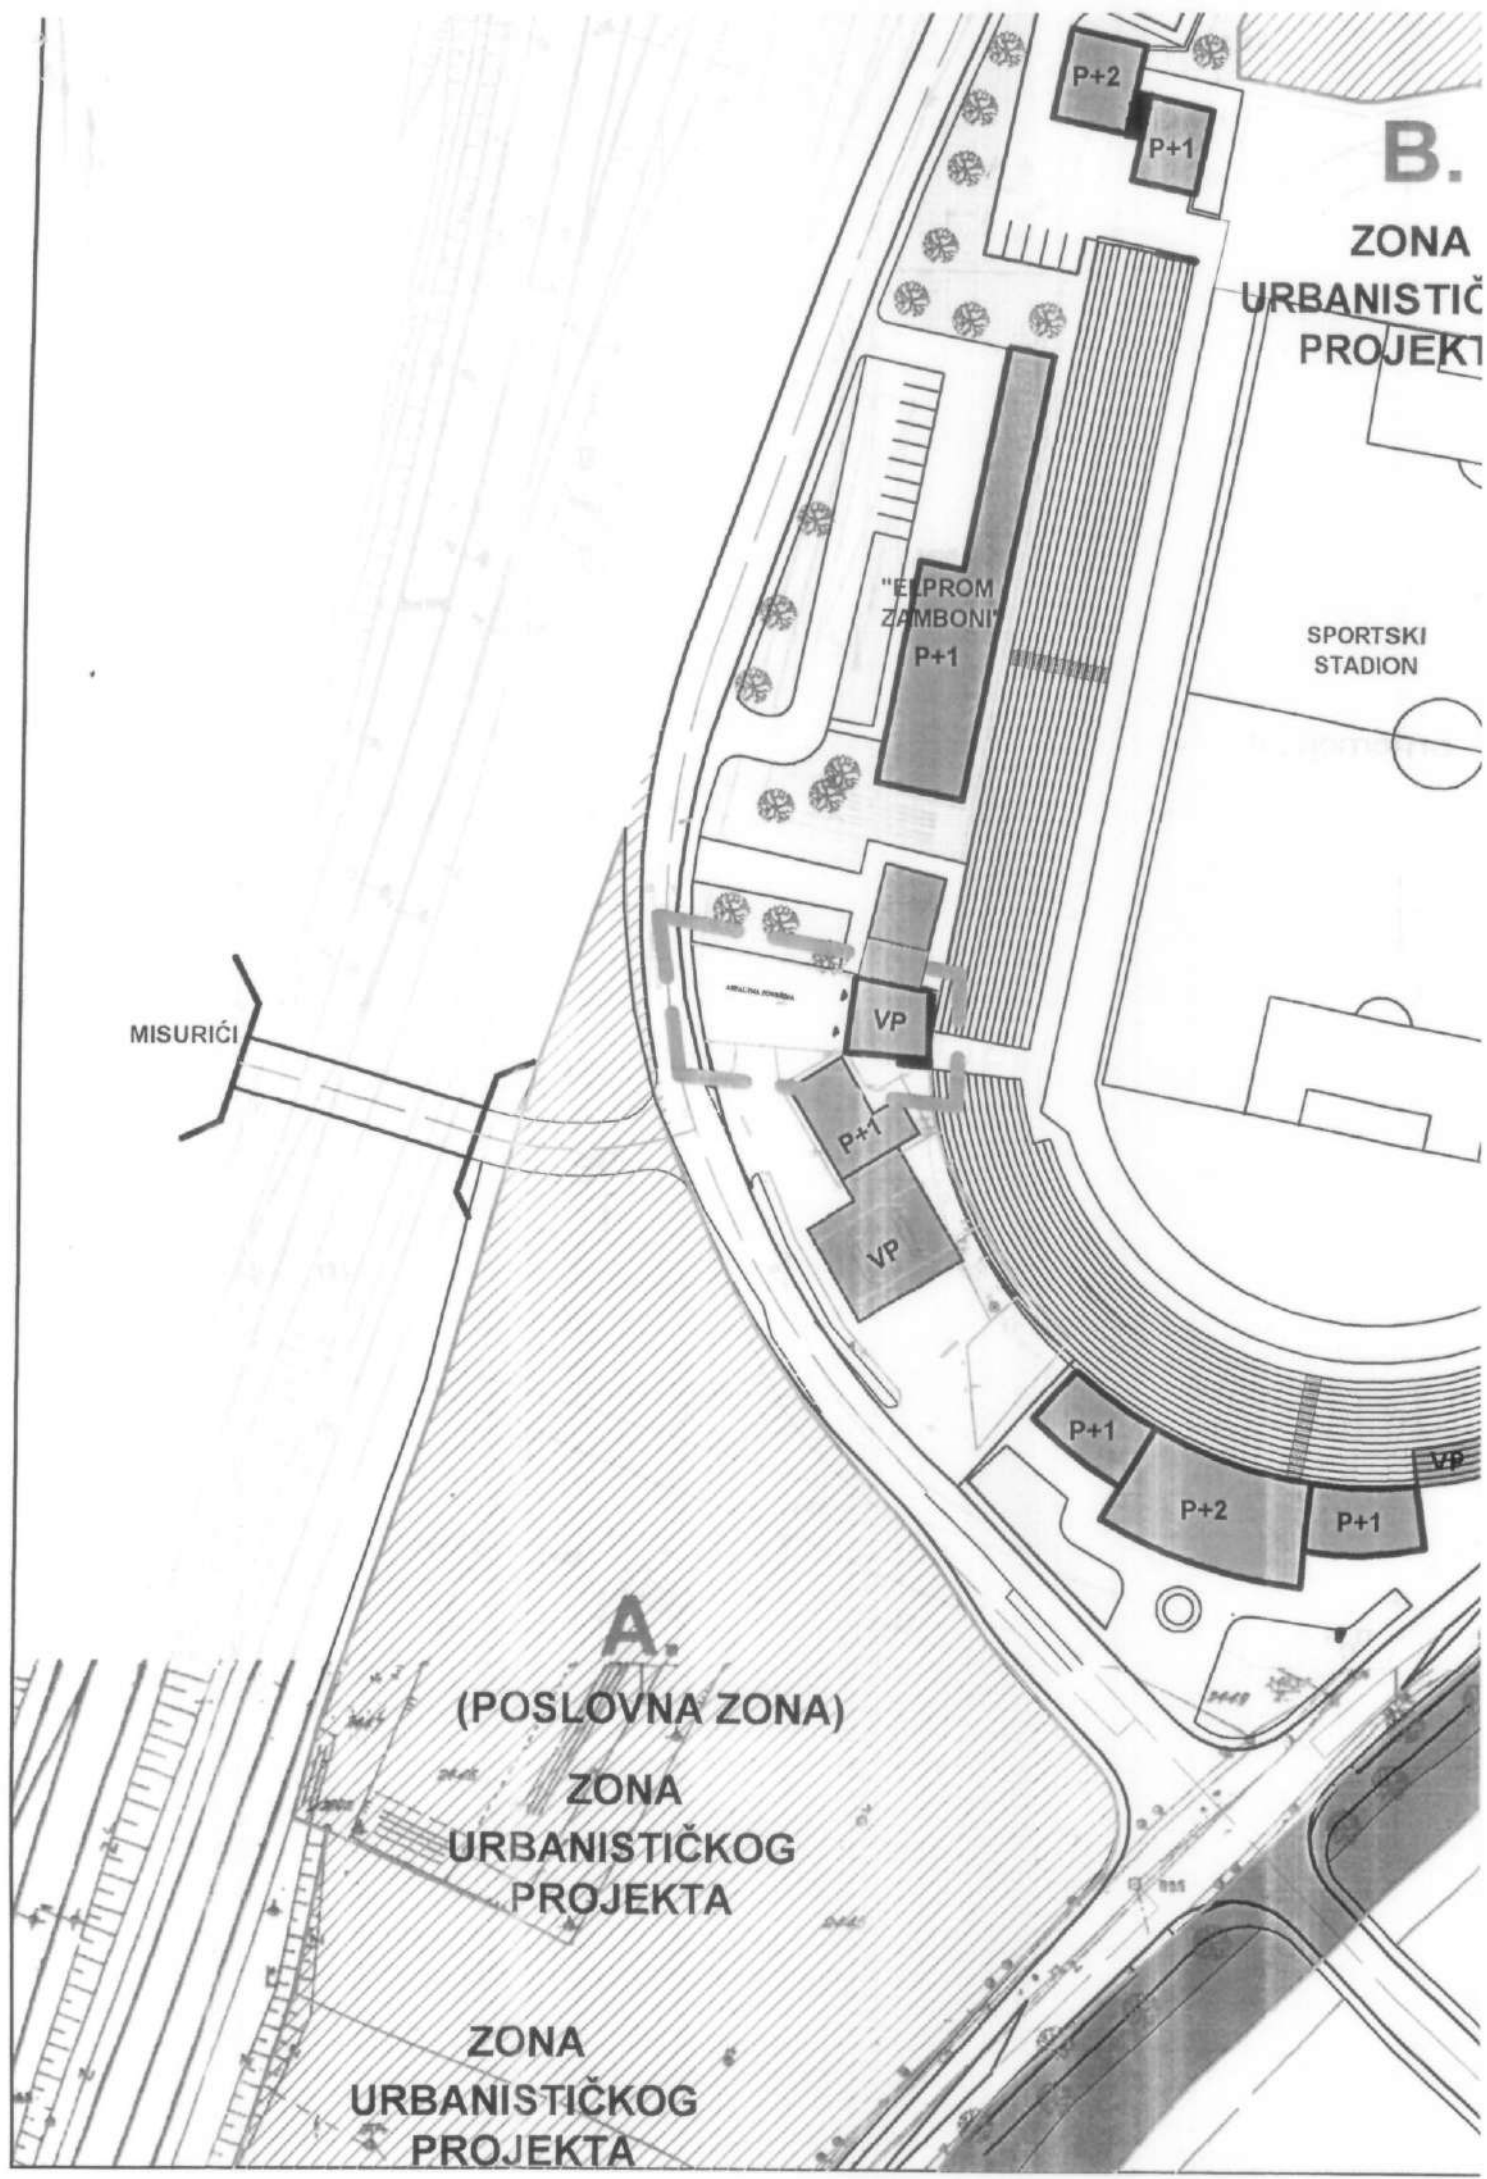 P+2
P+1
B.
ZONA
URBANISTIČ
PROJEKT
"ELPROM
ZAMBONI"
P+1
SPORTSKI
STADION
MISURIĆI
VP
P+1
VP
P+1
P+2
P+1
VP
A.
(POSLOVNA ZONA)
ZONA
URBANISTIČKOG
PROJEKTA
ZONA
URBANISTIČKOG
PROJEKTA